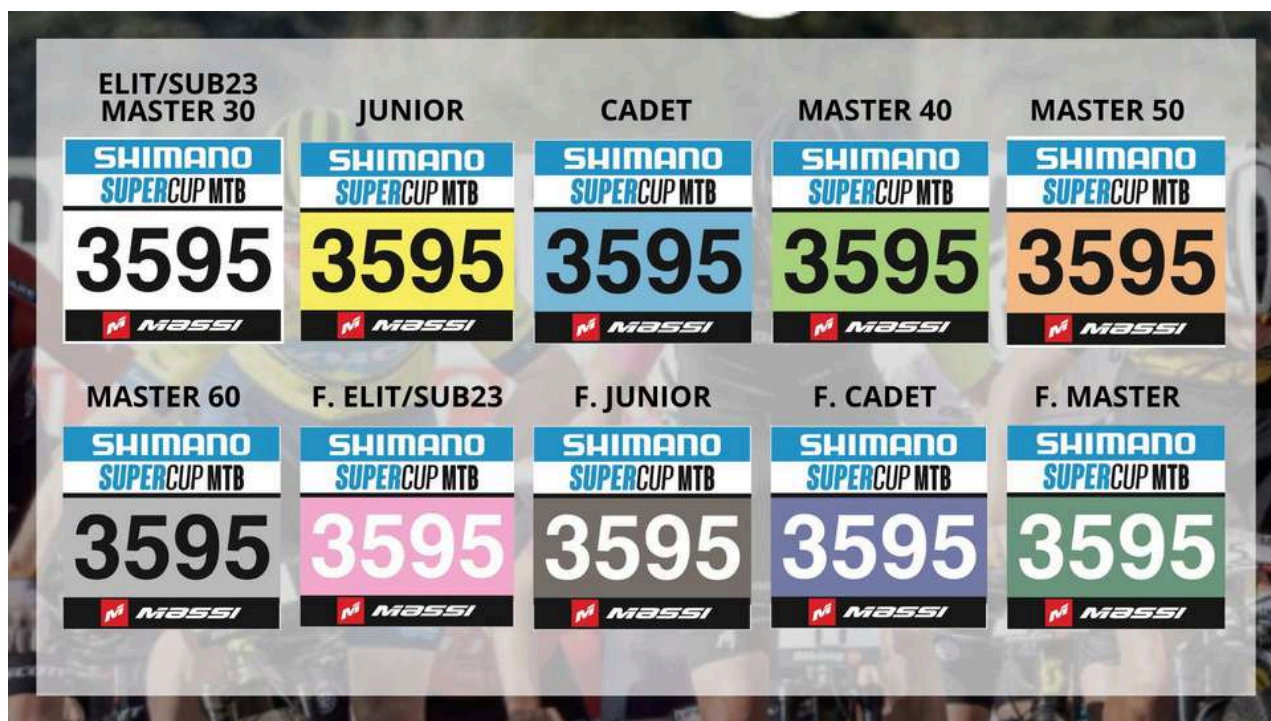 ELIT/SUB23
MASTER 30
JUNIOR
CADET
MASTER 40
MASTER 50
SHIMANO
SUPERCUP MTB
3595
MASSI
SHIMANO
SUPERCUP MTB
3595
MASSI
SHIMANO
SUPERCUP MTB
3595
MASSI
SHIMANO
SUPERCUP MTB
3595
MASSI
SHIMANO
SUPERCUP MTB
3595
MASSI
MASTER 60
F. ELIT/SUB23
F. JUNIOR
F. CADET
F. MASTER
SHIMANO
SUPERCUP MTB
3595
MASSI
SHIMANO
SUPERCUP MTB
3595
MASSI
SHIMANO
SUPERCUP MTB
3595
MASSI
SHIMANO
SUPERCUP MTB
3595
MASSI
SHIMANO
SUPERCUP MTB
3595
MASSI